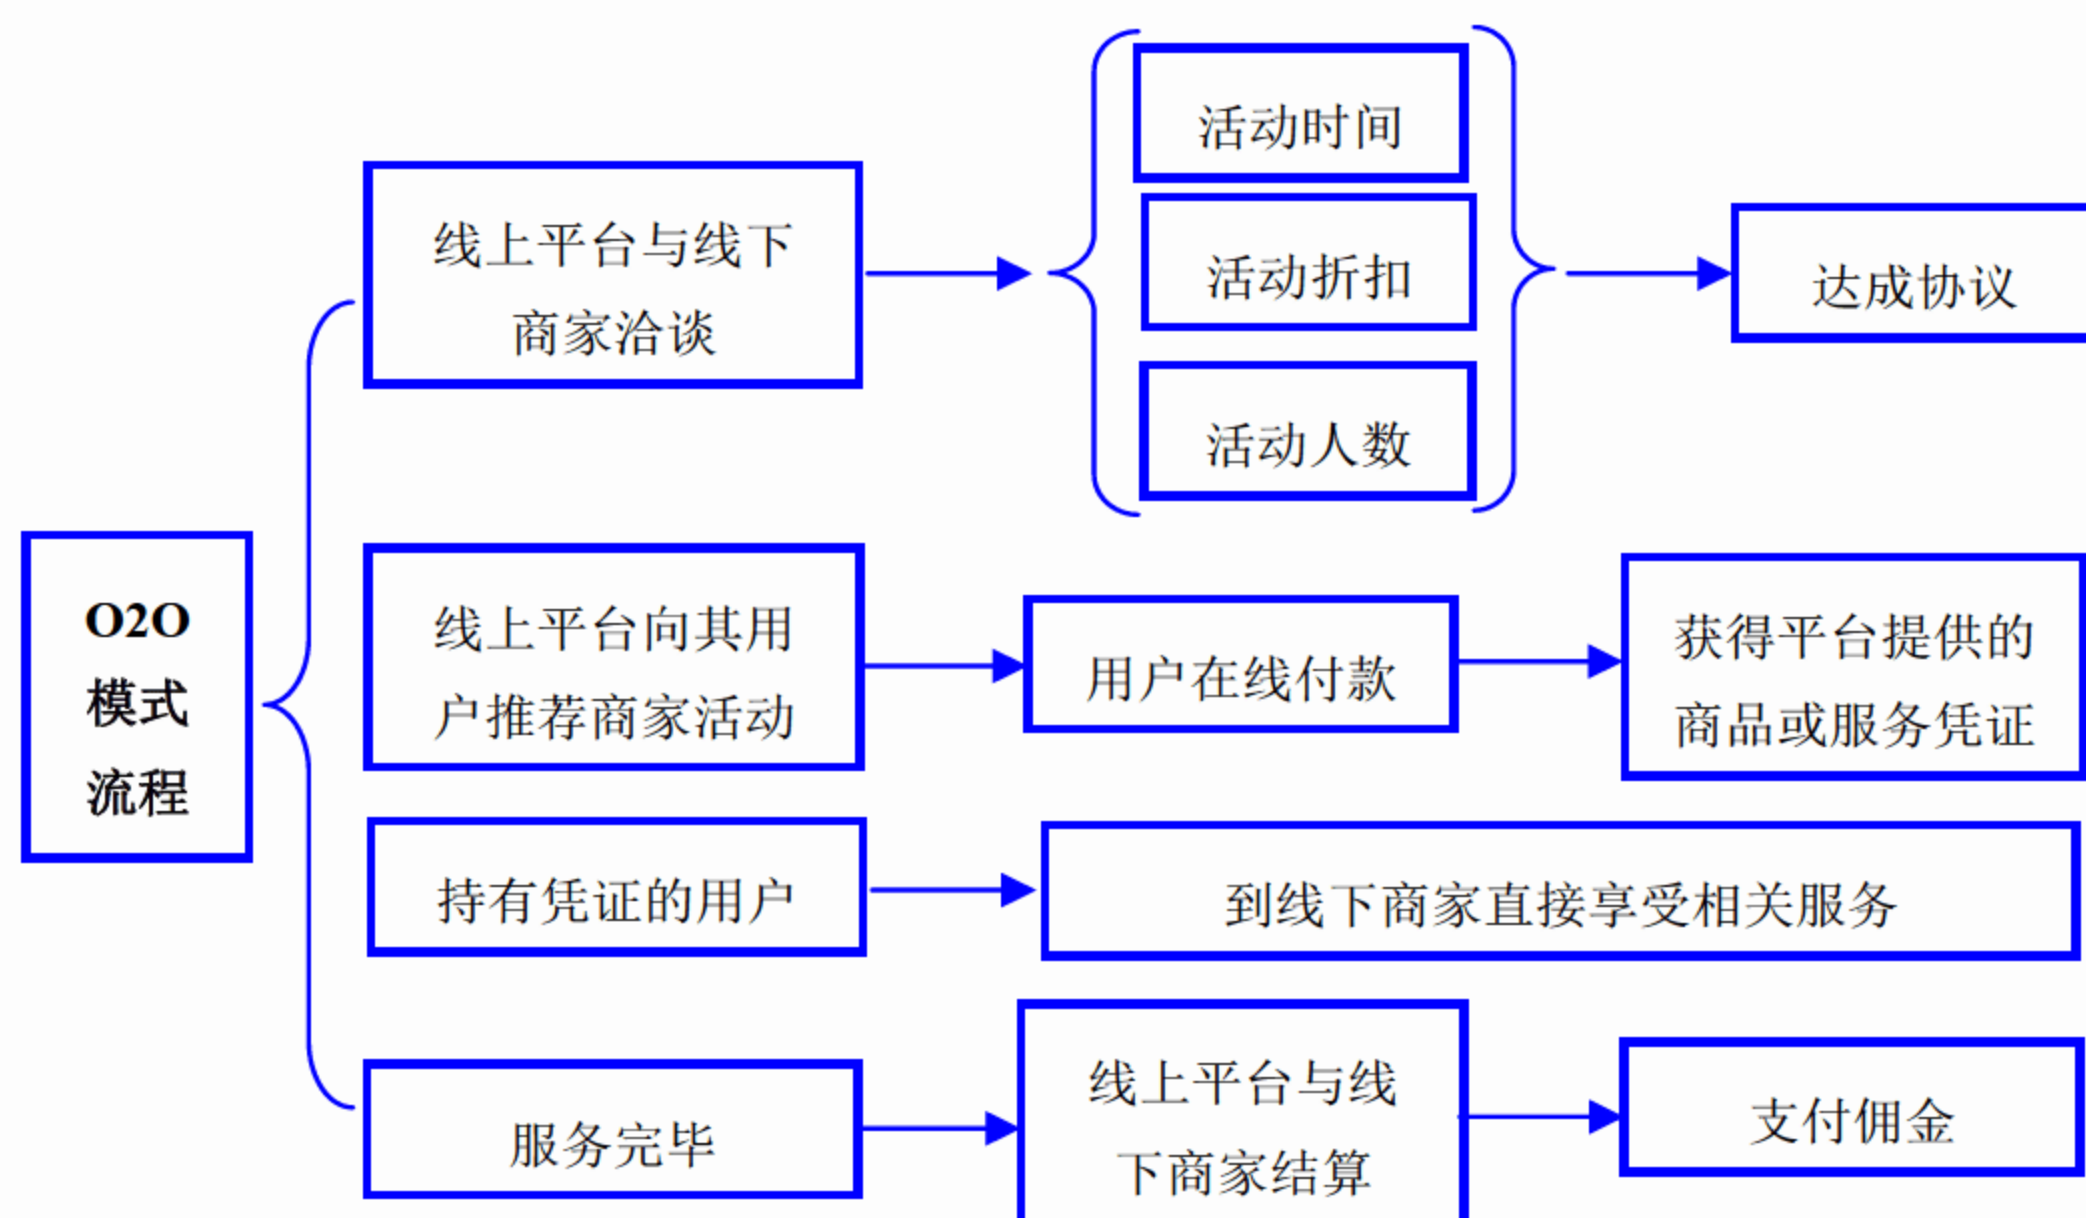 O2O
模式
流程
线上平台与线下
商家洽谈
活动时间
活动折扣
活动人数
达成协议
线上平台向其用
户推荐商家活动
用户在线付款
获得平台提供的
商品或服务凭证
持有凭证的用户
到线下商家直接享受相关服务
服务完毕
线上平台与线
下商家结算
支付佣金